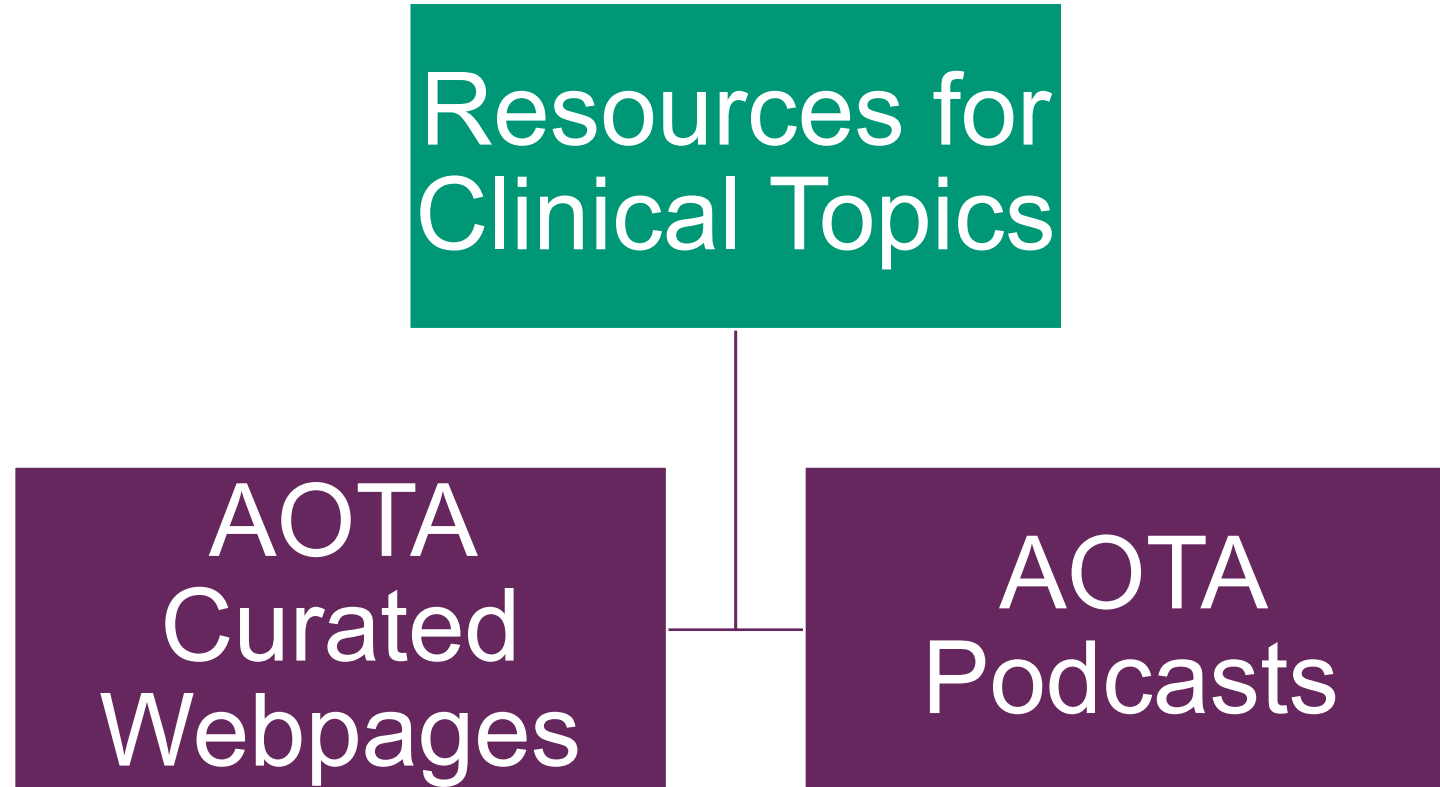 Resources for
Clinical Topics
AOTA
Curated
Webpages
AOTA
Podcasts